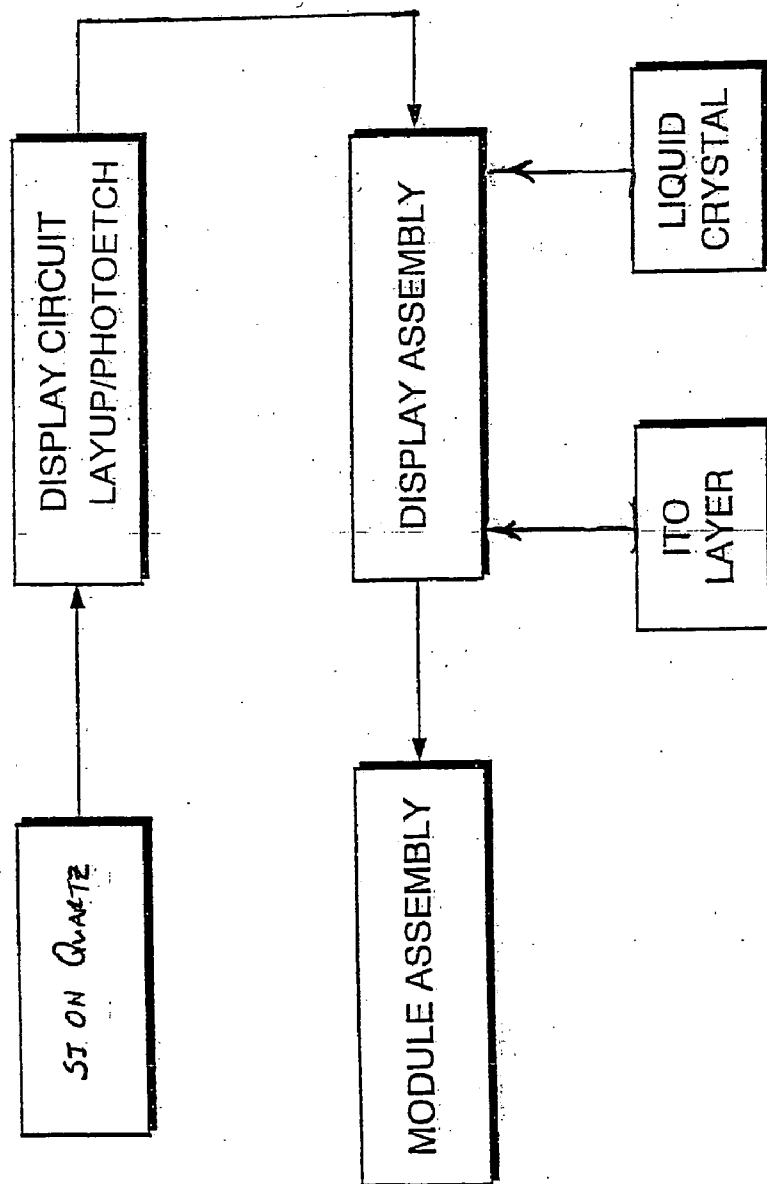 SI ON QUARTZ
DISPLAY CIRCUIT
LAYUP/PHOTOETCH
MODULE ASSEMBLY
DISPLAY ASSEMBLY
ITO
LAYER
LIQUID
CRYSTAL